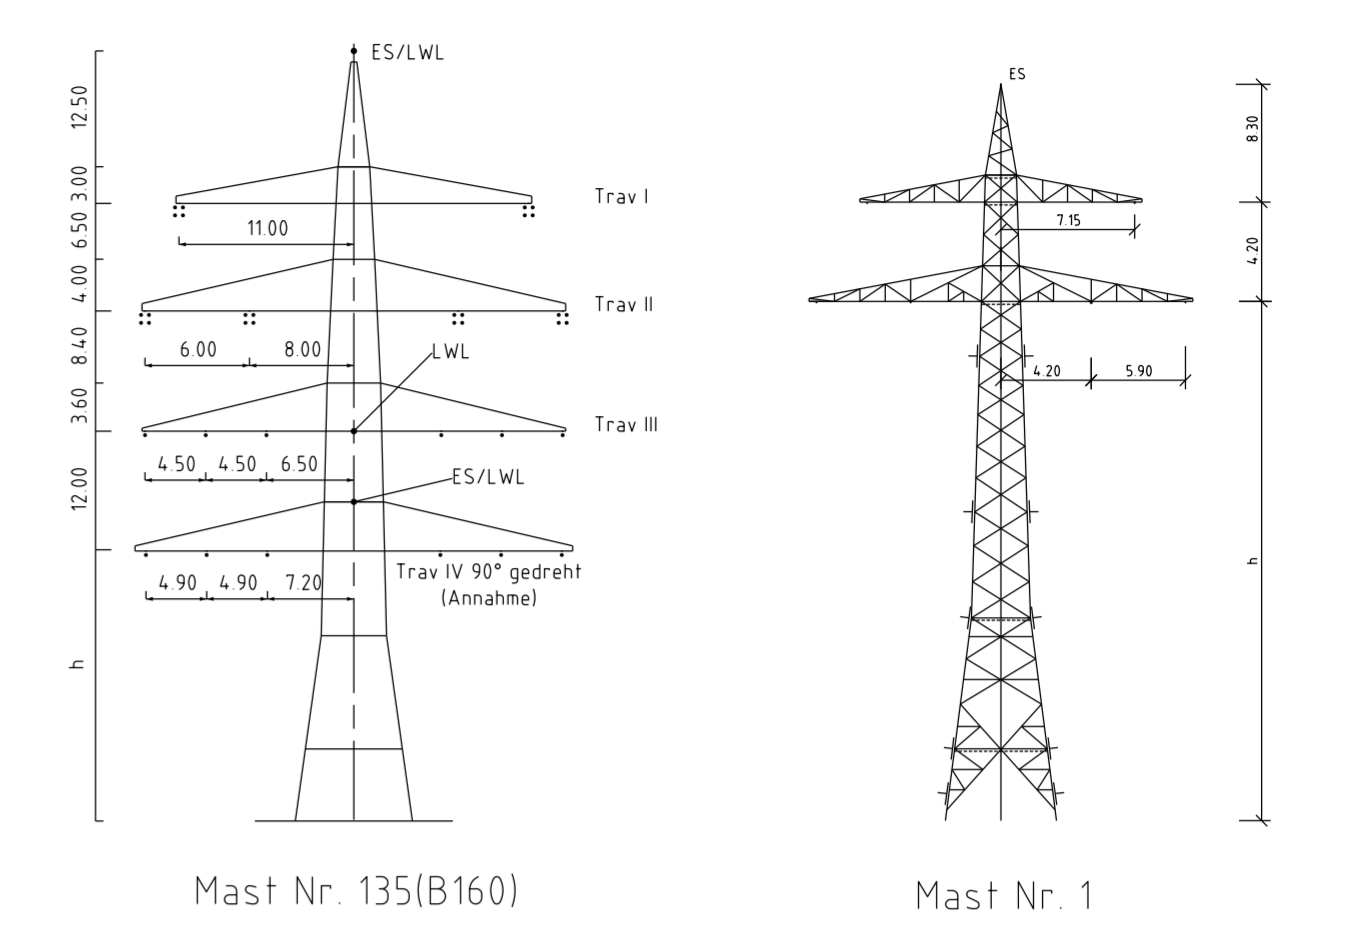 ES/LWL
12.50
3.00
Trav I
6.50
11.00
4.00
Trav II
8.40
6.00
8.00
LWL
3.60
Trav III
4.50
4.50
6.50
12.00
ES/LWL
Trav IV 90° gedreht
(Annahme)
4.90
4.90
7.20
h
Mast Nr. 135(B160)
ES
8.30
7.15
4.20
4.20
5.90
h
Mast Nr. 1